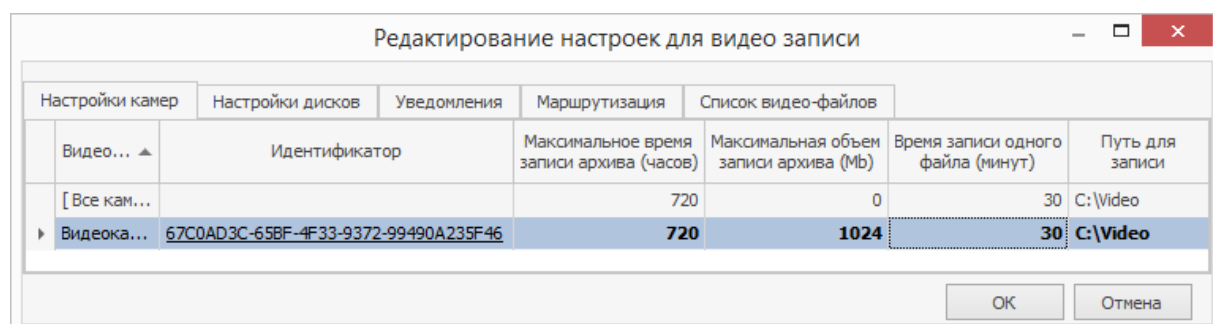 Редактирование настроек для видео записи
Настройки камер Настройки дисков Уведомления Маршрутизация Список видео-файлов
Видео... Идентификатор Максимальное время записи архива (часов) Максимальная объем записи архива (Mb) Время записи одного файла (минут) Путь для записи
[Все кам... 720 0 30 C:\Video
Видеока... 67C0AD3C-65BF-4F33-9372-99490A235F46 720 1024 30 C:\Video
OK Отмена